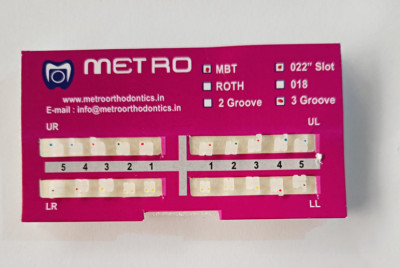 METRO
www.metroorthodontics.in
E-mail : info@metroorthodontics.in
MBT
022" Slot
ROTH
018
2 Groove
3 Groove
UR
UL
5 4 3 2 1
1 2 3 4 5
LR
LL